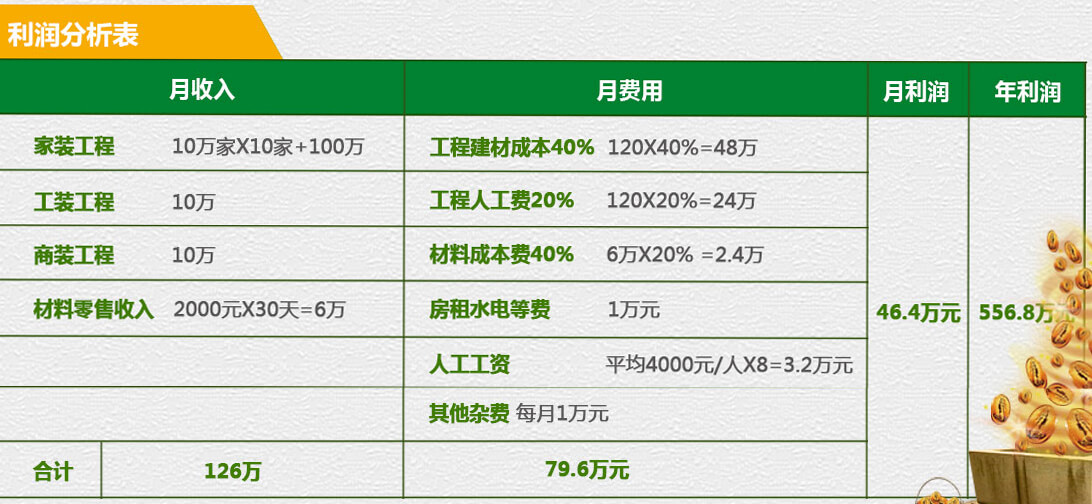 利润分析表
月收入 月费用 月利润 年利润
家装工程 10万家X10家+100万 工程建材成本40% 120X40%=48万
工装工程 10万 工程人工费20% 120X20%=24万
商装工程 10万 材料成本费40% 6万X20% =2.4万
材料零售收入 2000元X30天=6万 房租水电等费 1万元 46.4万元 556.8万元
人工工资 平均4000元/人X8=3.2万元
其他杂费 每月1万元
合计 126万 79.6万元